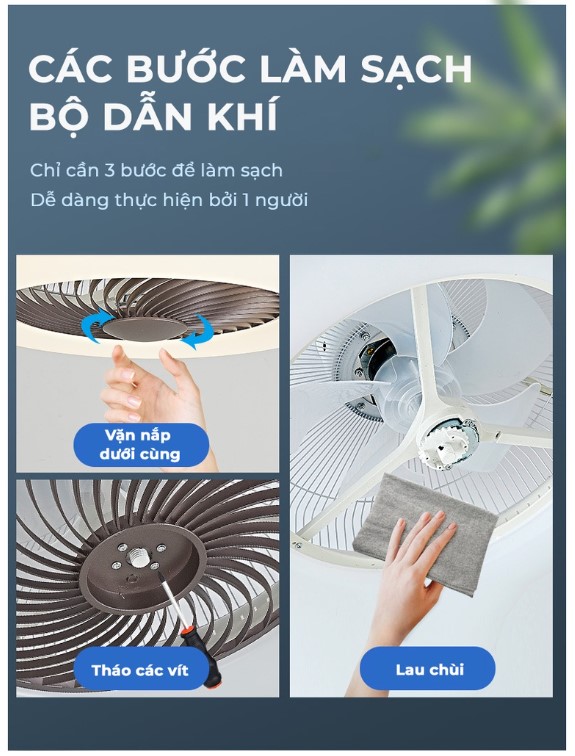 CÁC BƯỚC LÀM SẠCH
BỘ DẪN KHÍ
Chỉ cần 3 bước để làm sạch
Dễ dàng thực hiện bởi 1 người
Vặn nắp
dưới cùng
Tháo các vít
Lau chùi